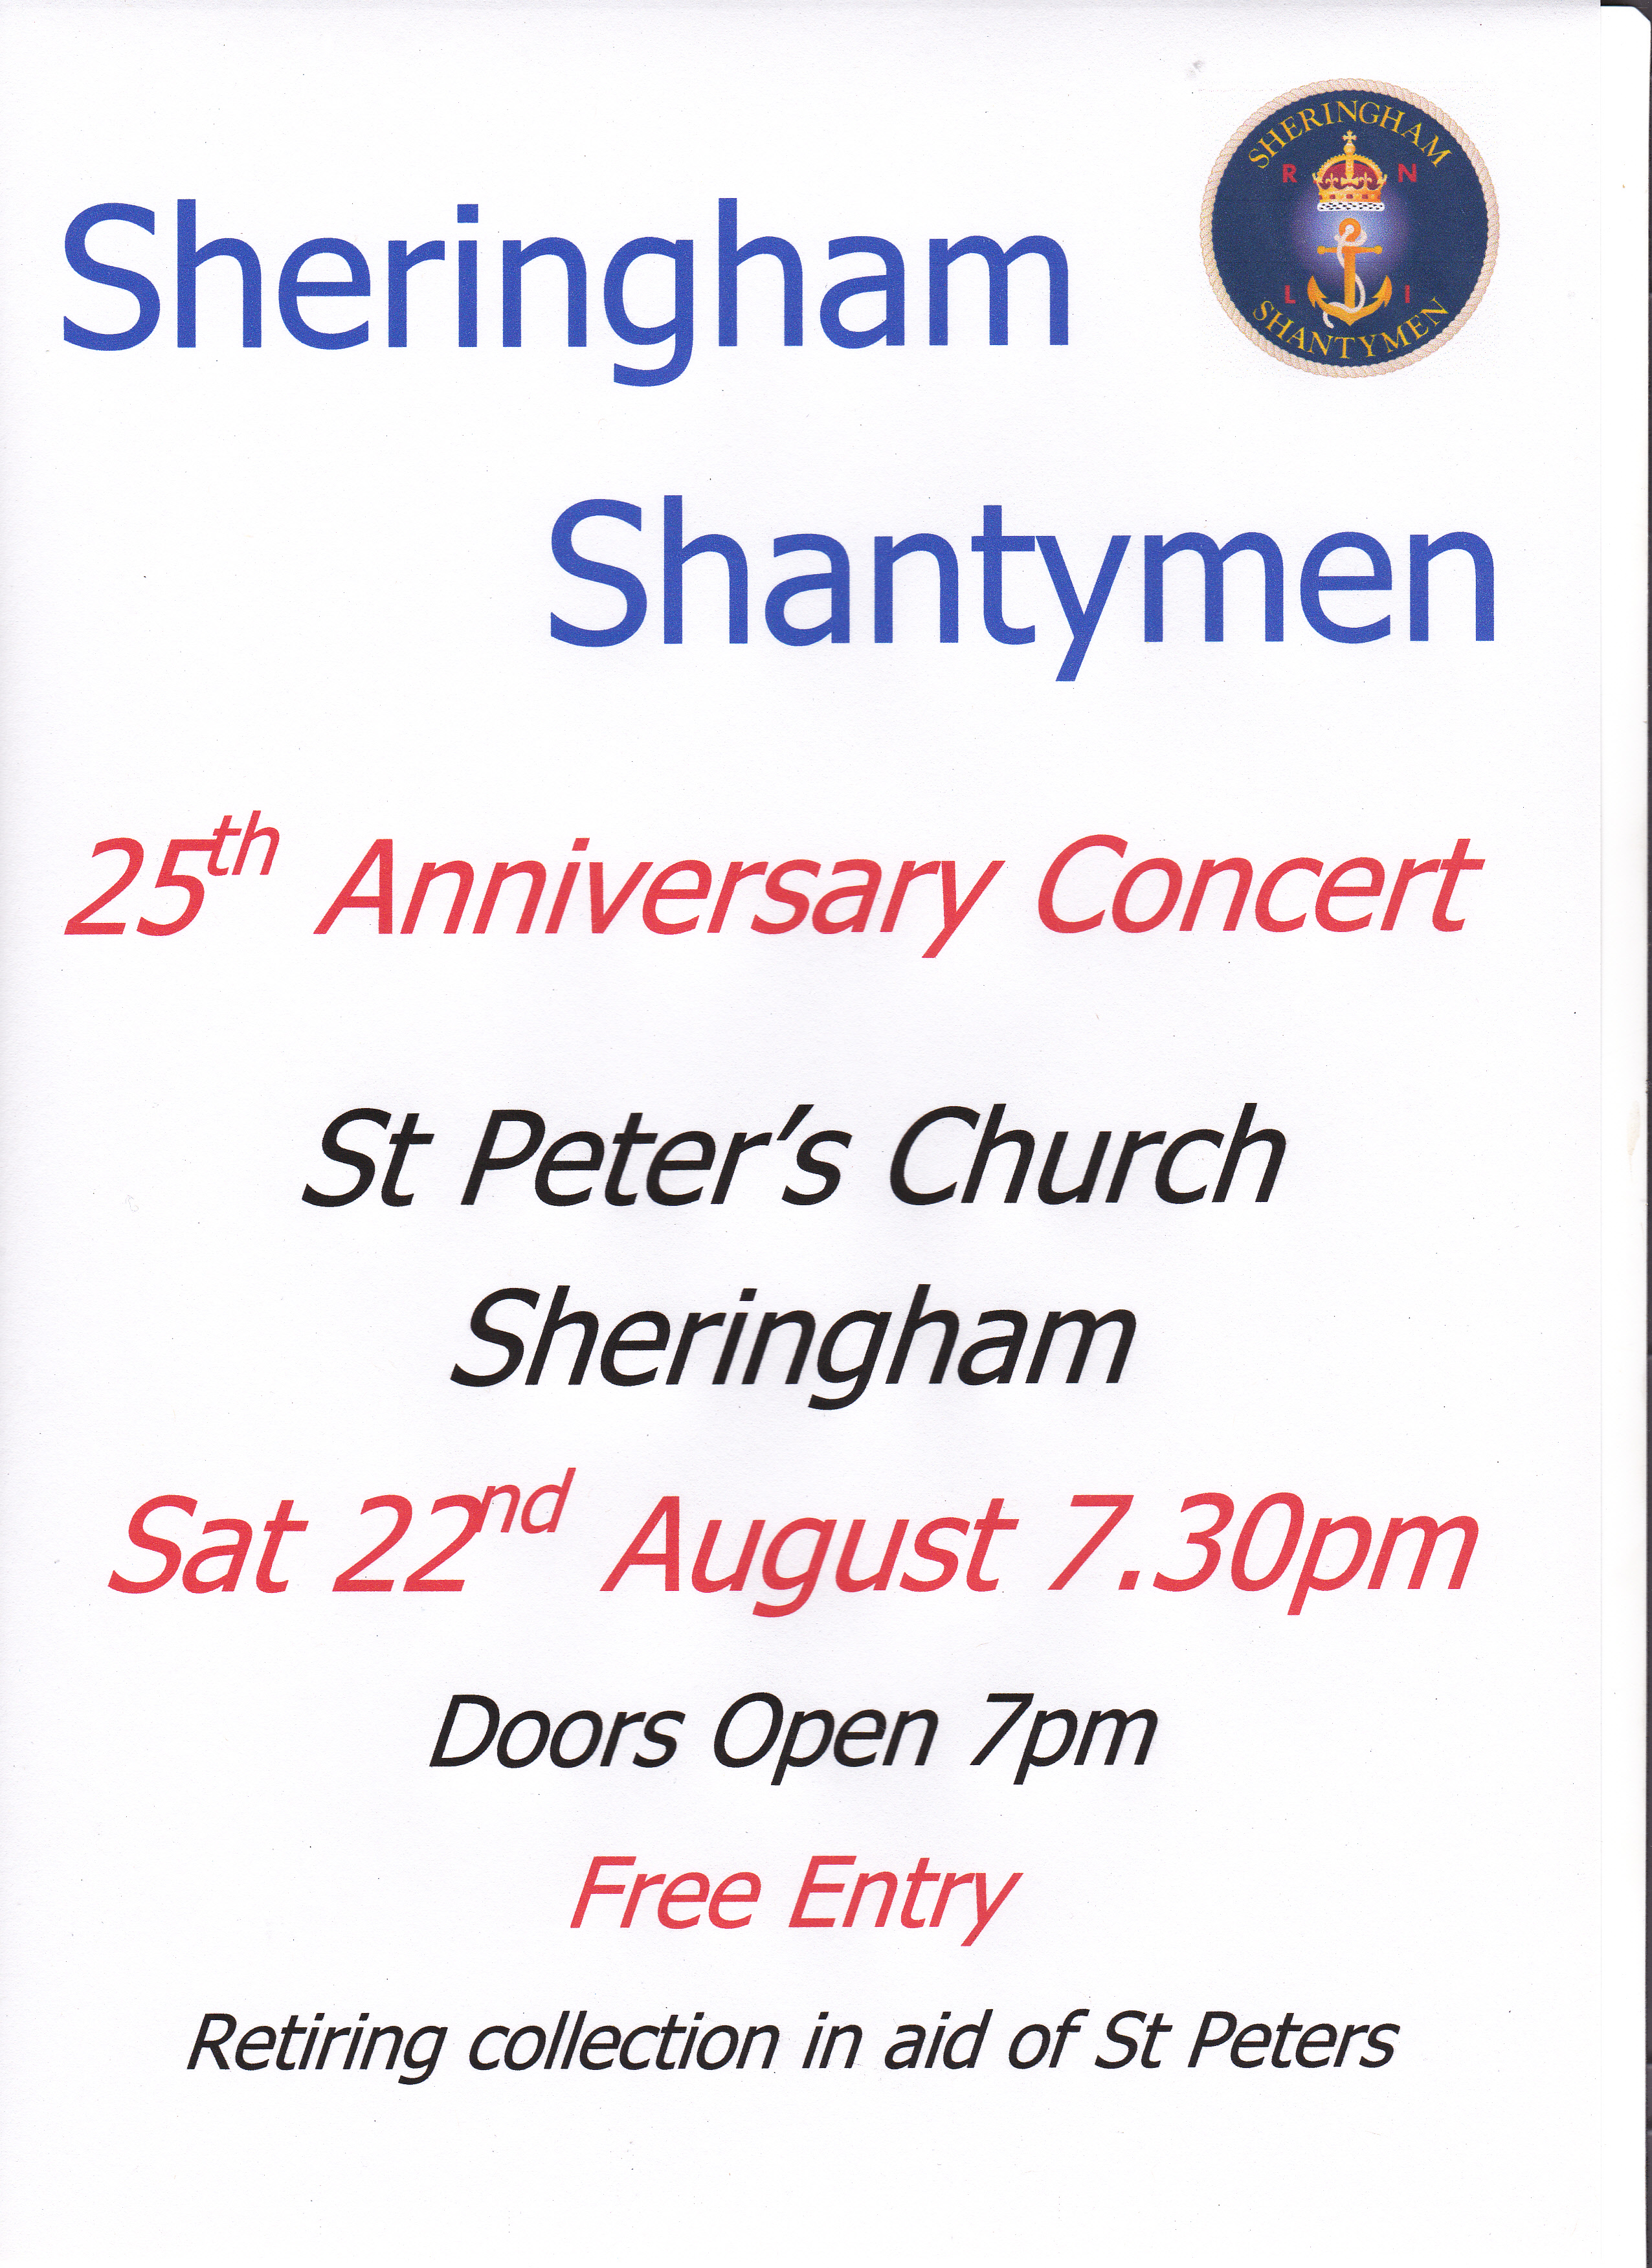 SHERINGHAM
R N
L I
SHANTYMEN
Sheringham
Shantymen
25th Anniversary Concert
St Peter’s Church
Sheringham
Sat 22nd August 7.30pm
Doors Open 7pm
Free Entry
Retiring collection in aid of St Peters